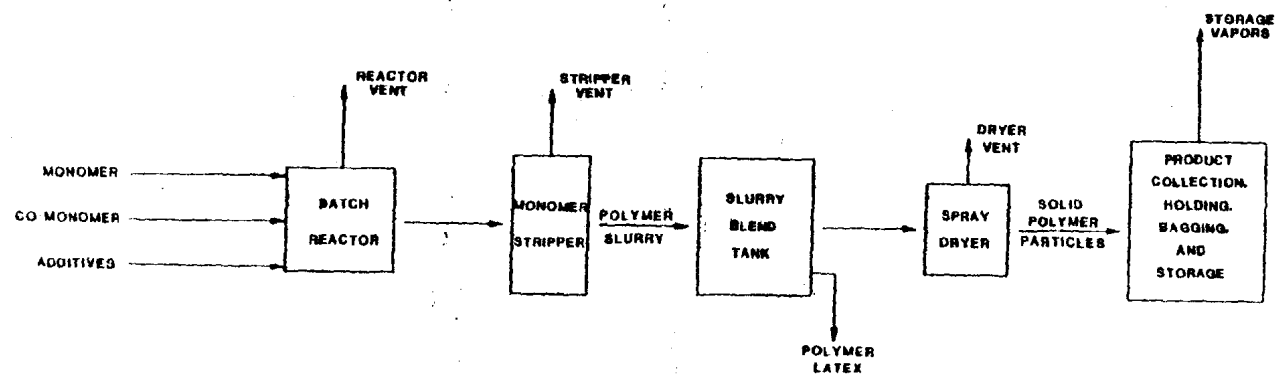 STORAGE
VAPORS
REACTOR
VENT
STRIPPER
VENT
DRYER
VENT
MONOMER
CO MONOMER
ADDITIVES
BATCH
REACTOR
MONOMER
STRIPPER
POLYMER
SLURRY
SLURRY
BLEND
TANK
POLYMER
LATEX
SPRAY
DRYER
SOLID
POLYMER
PARTICLES
PRODUCT
COLLECTION.
HOLDING.
BAGGING.
AND
STORAGE